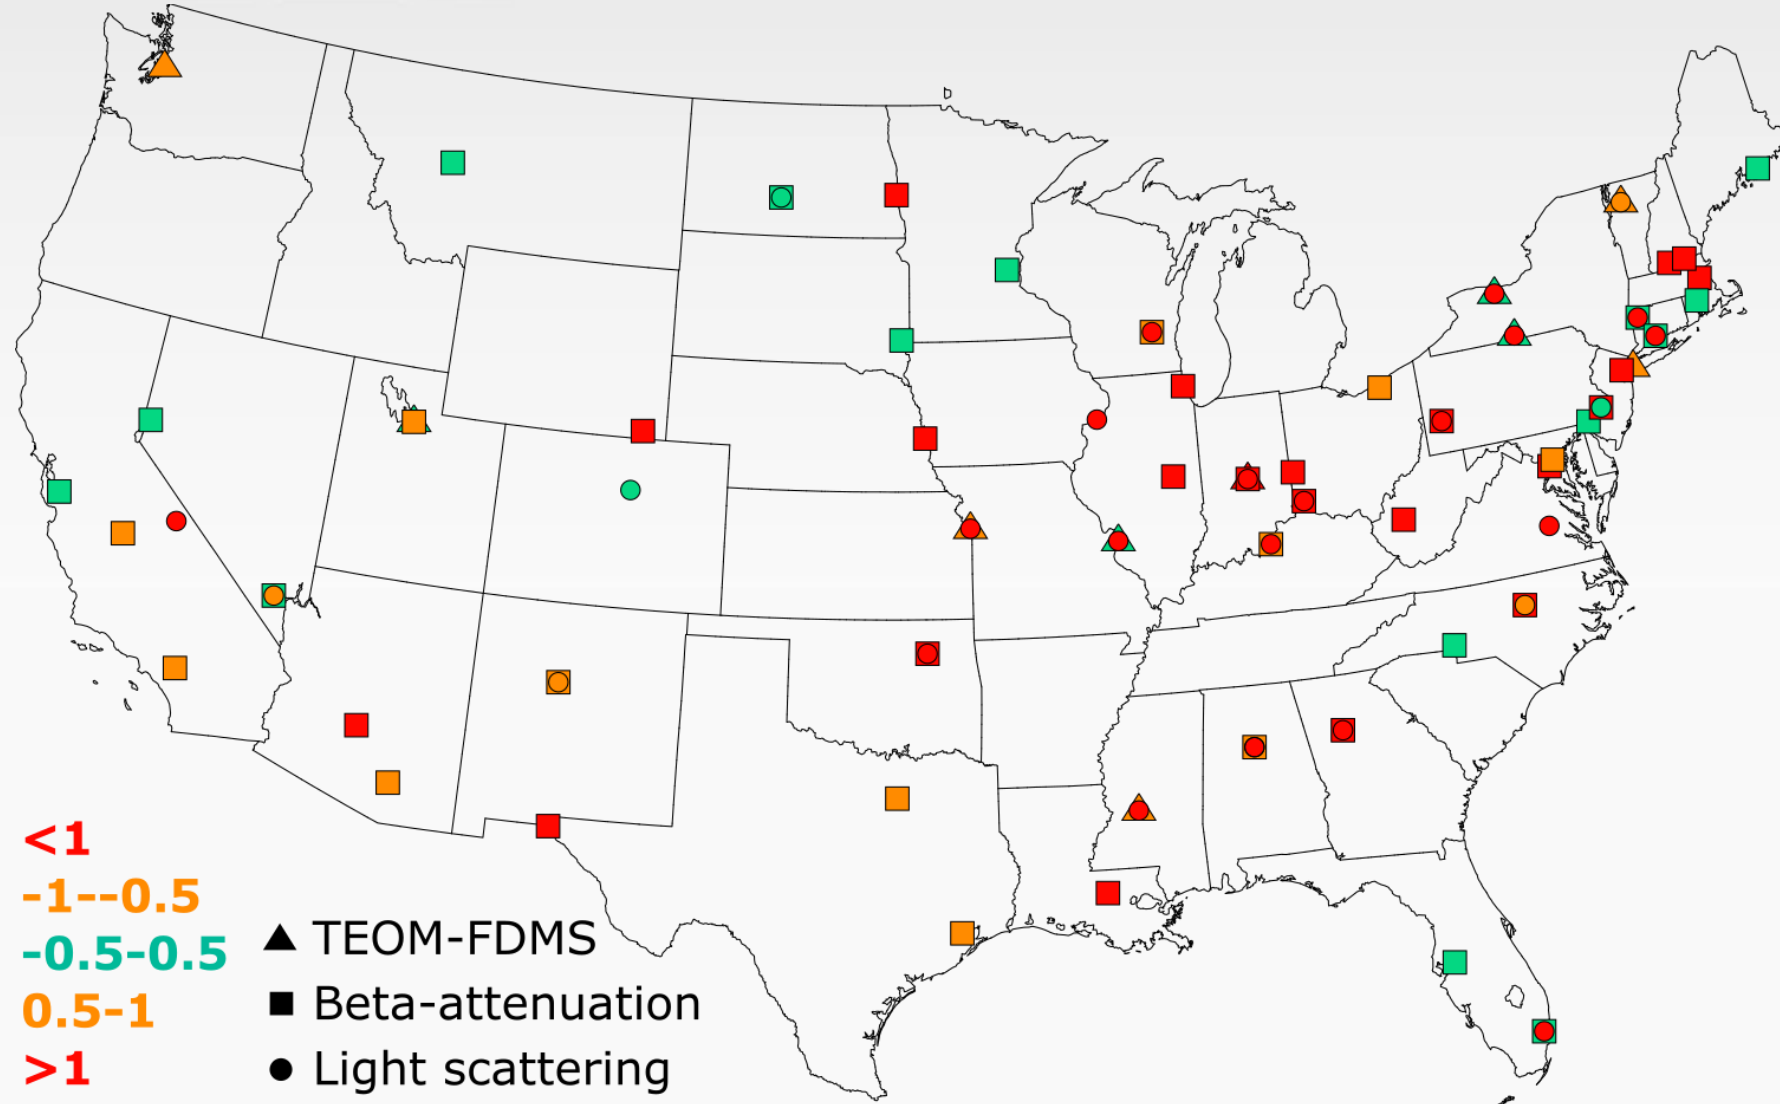 <1
-1--0.5
-0.5-0.5
0.5-1
>1
TEOM-FDMS
Beta-attenuation
Light scattering